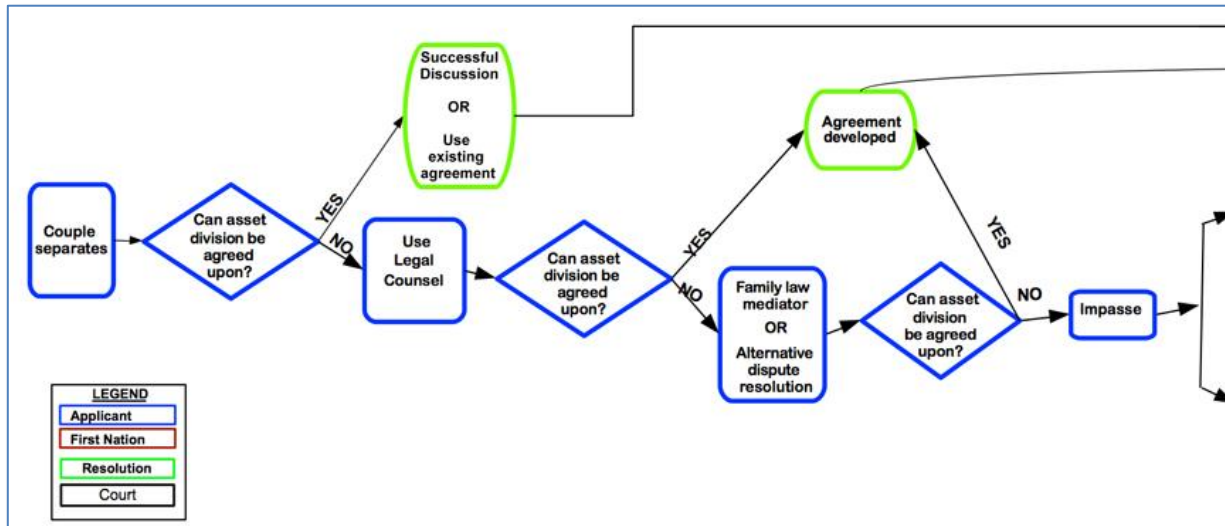 Successful
Discussion
OR
Use
existing
agreement
Agreement
developed
Couple
separates
Can asset
division be
agreed
upon?
YES
NO
Use
Legal
Counsel
Can asset
division be
agreed
upon?
YES
NO
Family law
mediator
OR
Alternative
dispute
resolution
Can asset
division
be agreed
upon?
YES
NO
Impasse
LEGEND
Applicant
First Nation
Resolution
Court